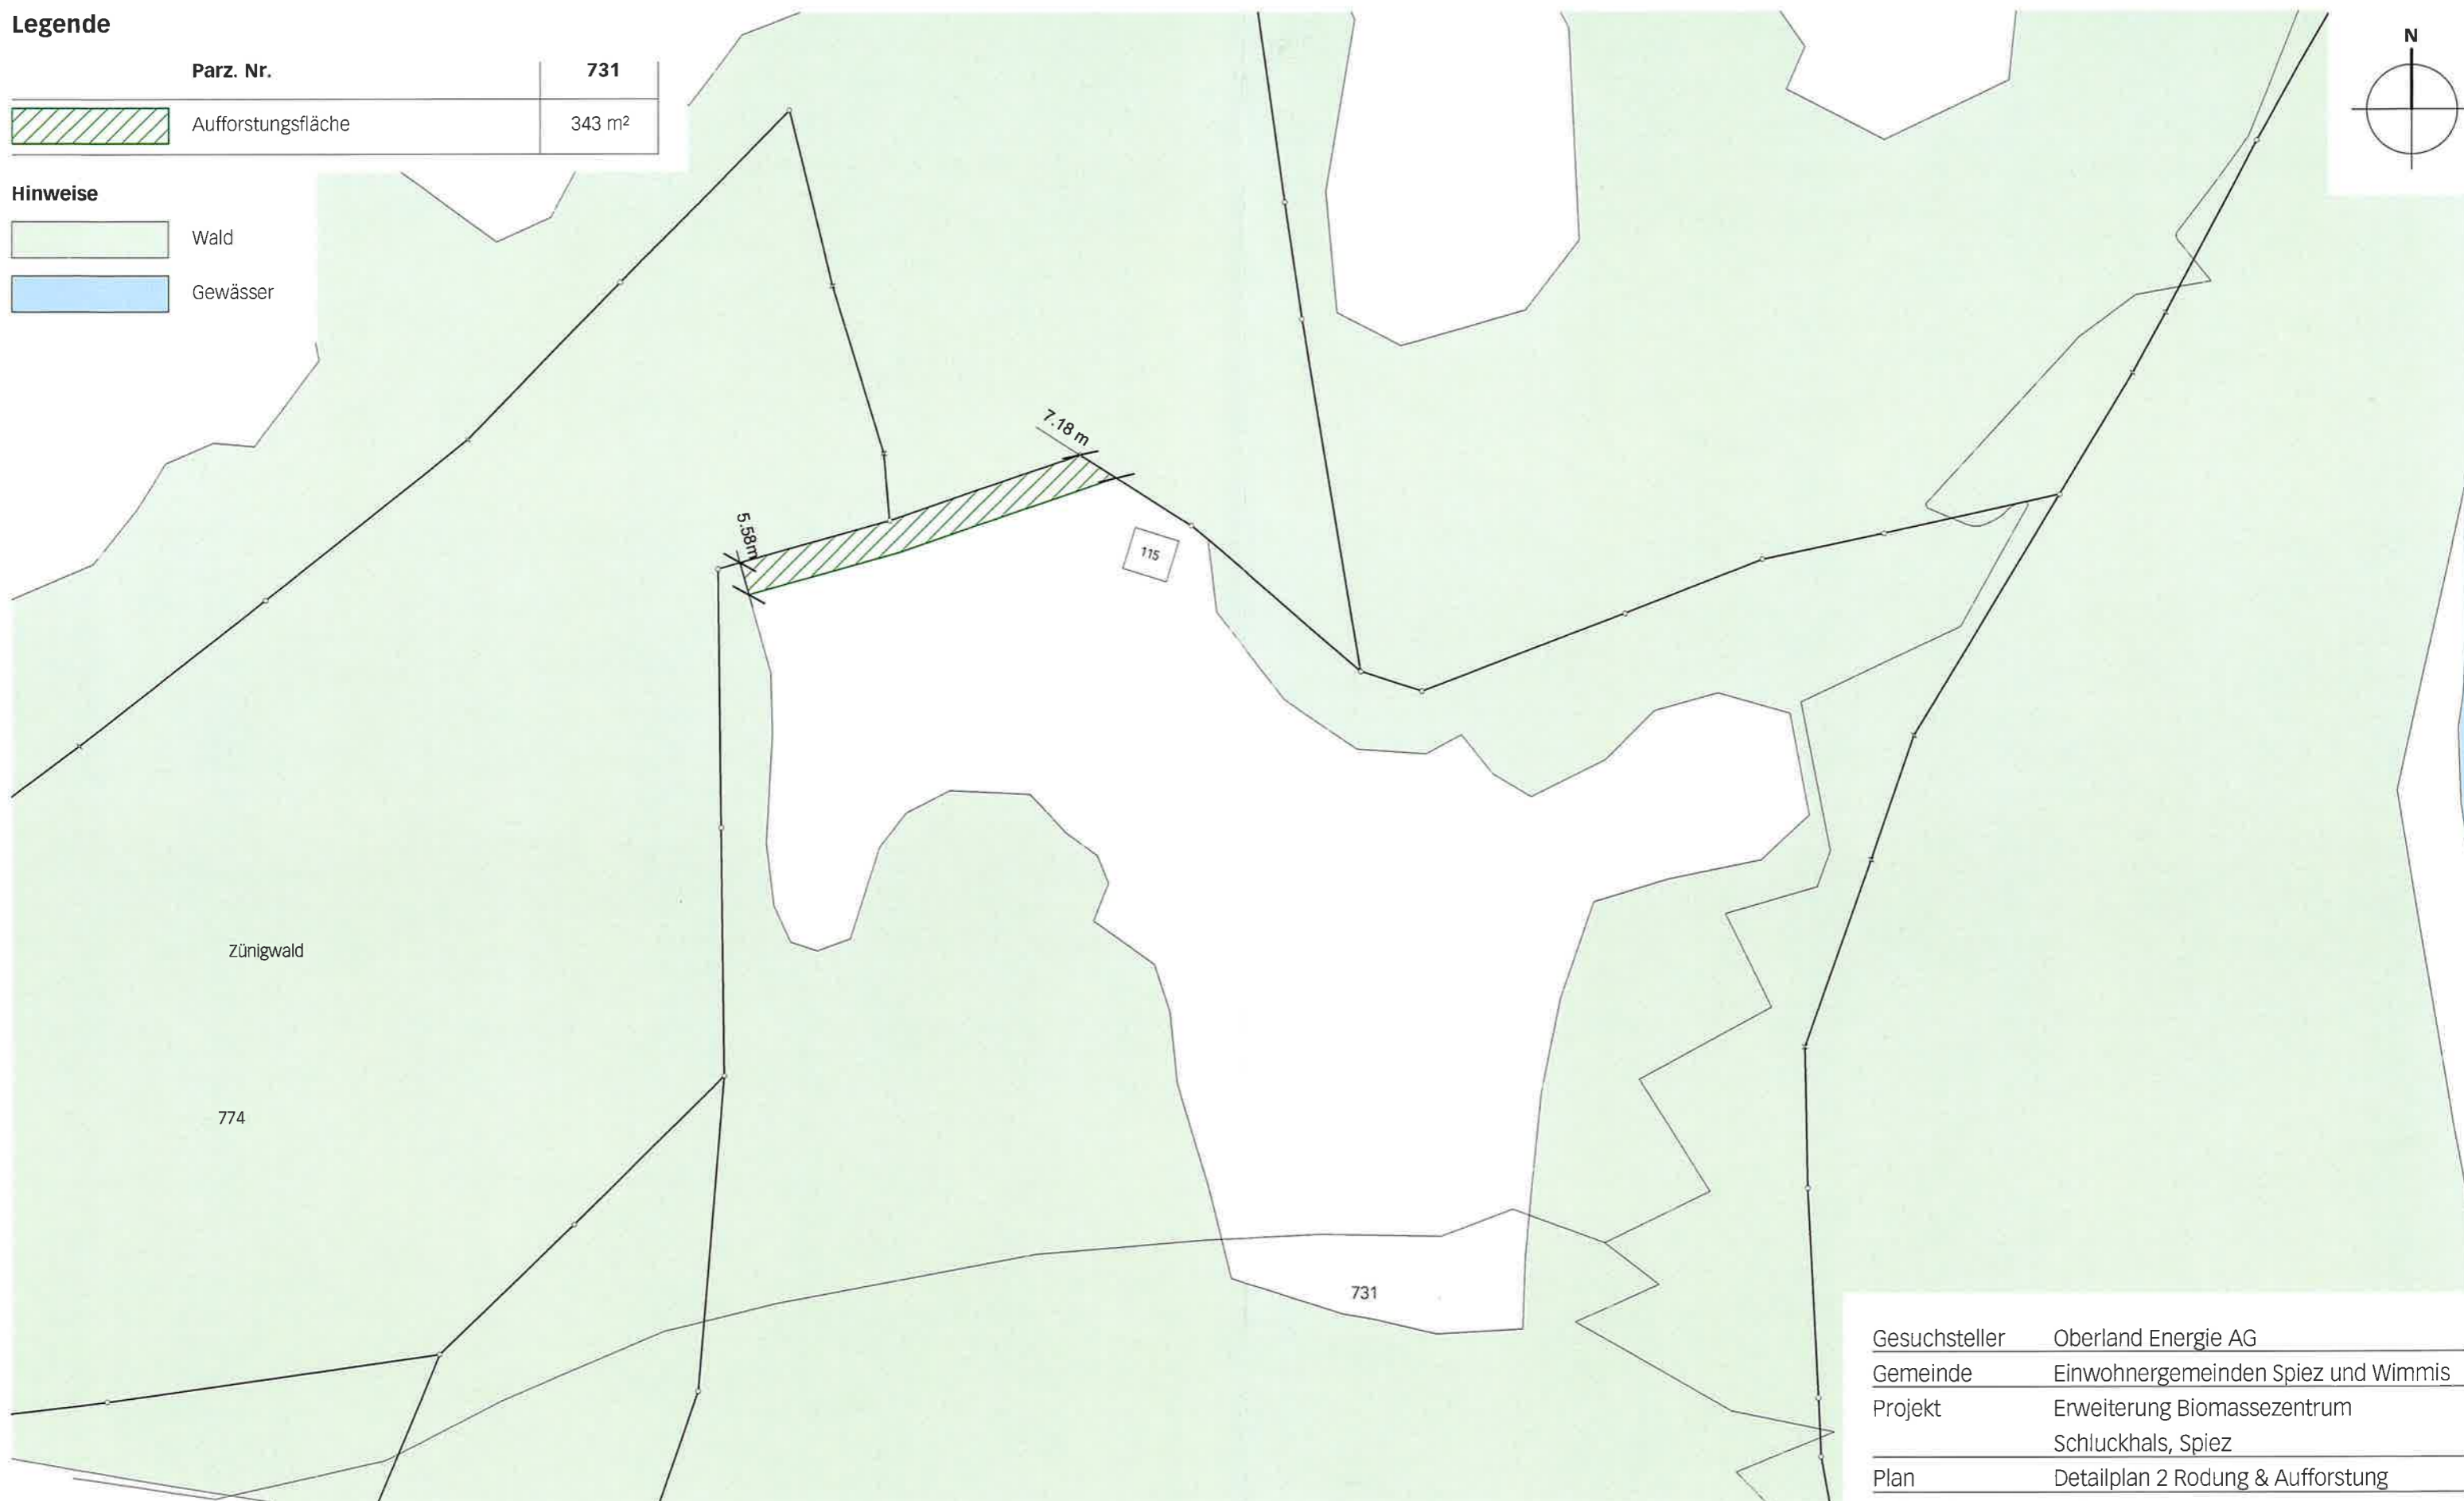 Legende
Parz. Nr. 731
Aufforstungsfläche 343 m²
Hinweise
Wald
Gewässer
N
7.18 m
5.58m
115
Zünigwald
774
731
Gesuchsteller Oberland Energie AG
Gemeinde Einwohnergemeinden Spiez und Wimmis
Projekt Erweiterung Biomassezentrum
Schluckhals, Spiez
Plan Detailplan 2 Rodung & Aufforstung